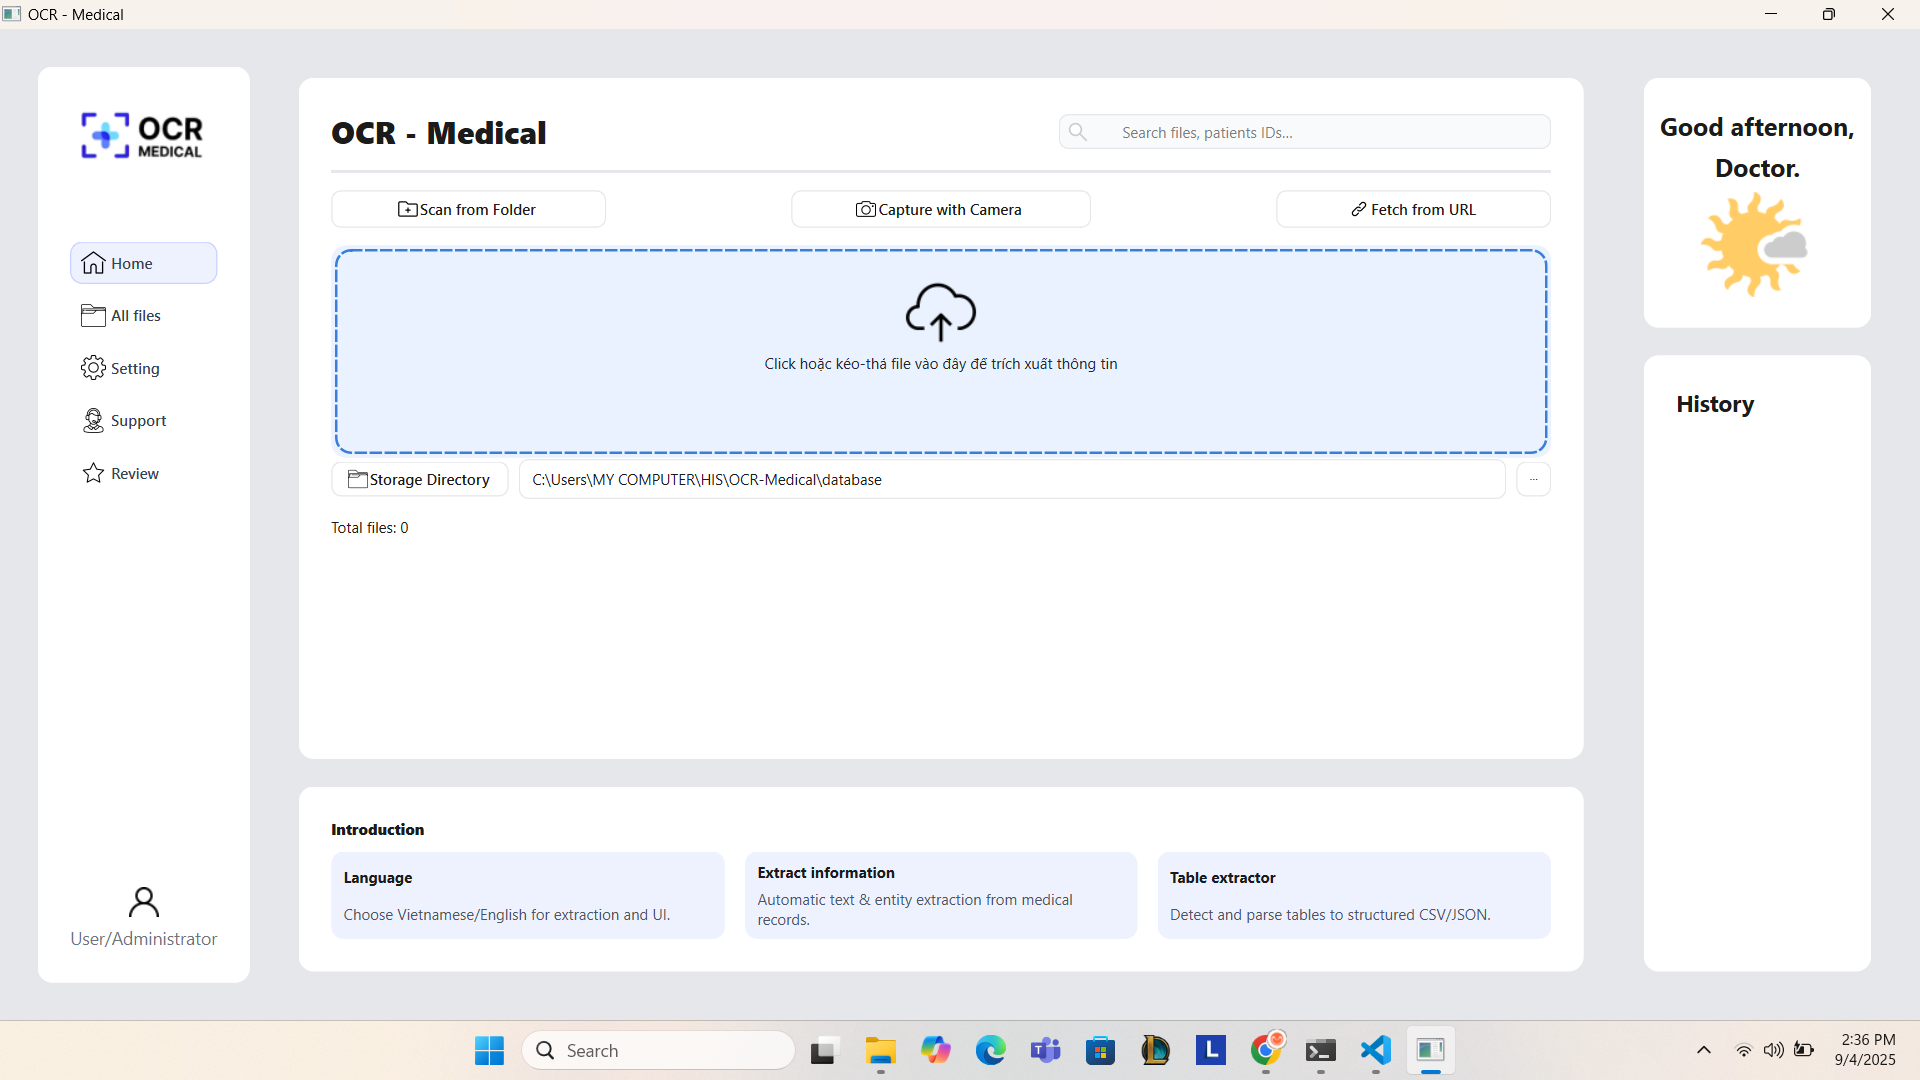 OCR - Medical
OCR
MEDICAL
Home
All files
Setting
Support
Review
User/Administrator
OCR - Medical
Search files, patients IDs...
Scan from Folder
Capture with Camera
Fetch from URL
Click hoặc kéo-thả file vào đây để trích xuất thông tin
Storage Directory
C:\Users\MY COMPUTER\HIS\OCR-Medical\database
...
Total files: 0
Introduction
Language
Choose Vietnamese/English for extraction and UI.
Extract information
Automatic text & entity extraction from medical
records.
Table extractor
Detect and parse tables to structured CSV/JSON.
Good afternoon,
Doctor.
History
Search
L
2:36 PM
9/4/2025